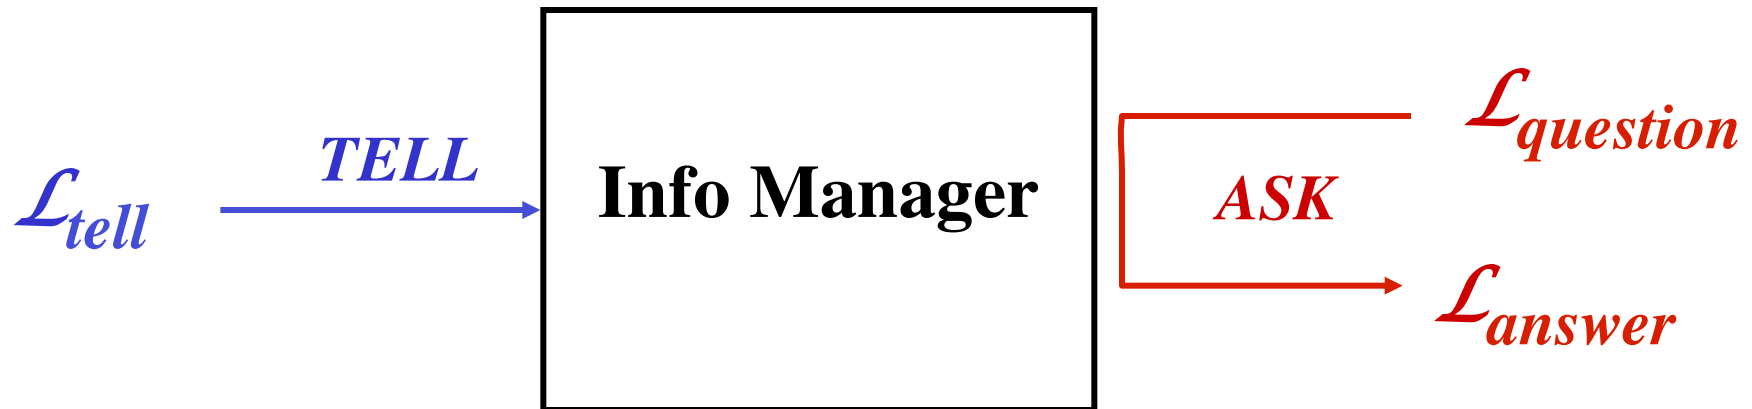 ℒtell
TELL
Info Manager
ℒquestion
ASK
ℒanswer